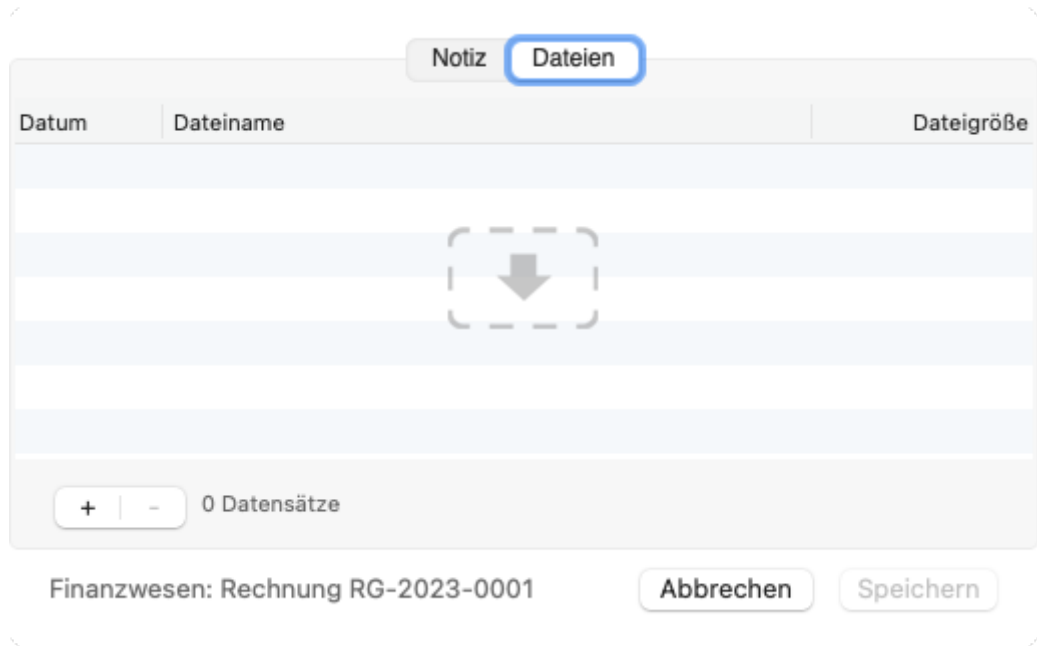 Notiz Dateien
Datum Dateiname Dateigröße
+ - 0 Datensätze
Finanzwesen: Rechnung RG-2023-0001 Abbrechen Speichern